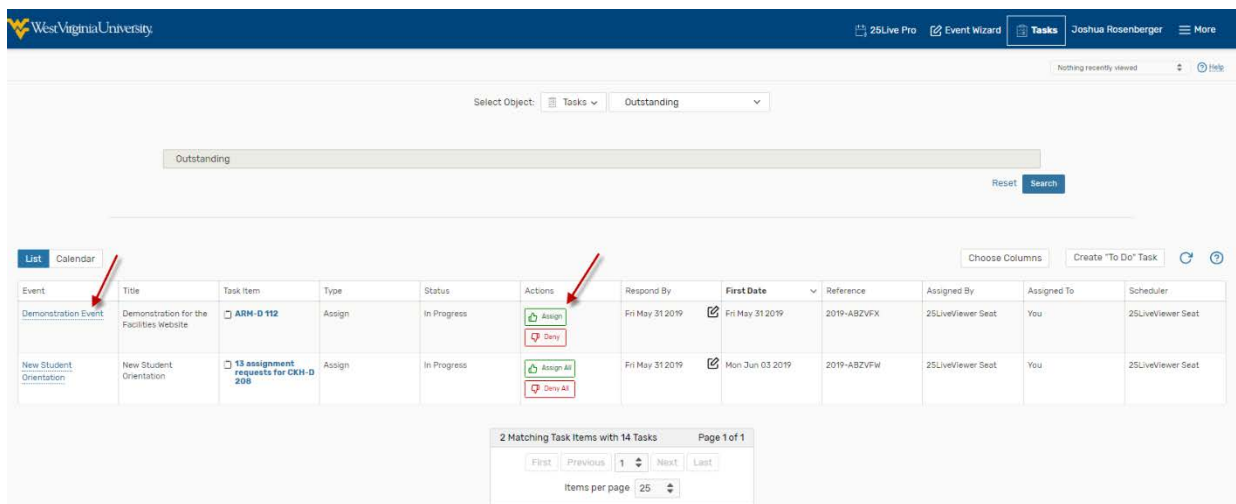 WestVirginiaUniversity.
25Live Pro Event Wizard Tasks Joshua Rosenberger More
Nothing recently viewed Help
Select Object: Tasks Outstanding
Outstanding
Reset Search
List Calendar
Choose Columns Create "To Do" Task
Event Title Task Item Type Status Actions Respond By First Date Reference Assigned By Assigned To Scheduler
Demonstration Event Demonstration for the ARM-D 112 Assign In Progress Assign Fri May 31 2019 Fri May 31 2019 2019-ABZVFX 25LiveViewer Seat You 25LiveViewer Seat
Facilities Website
Deny
New Student New Student 13 assignment Assign In Progress Assign All Fri May 31 2019 Mon Jun 03 2019 2019-ABZVFW 25LiveViewer Seat You 25LiveViewer Seat
Orientation Orientation requests for CKH-D
208
Deny All
2 Matching Task Items with 14 Tasks Page 1 of 1
First Previous 1 Next Last
Items per page 25